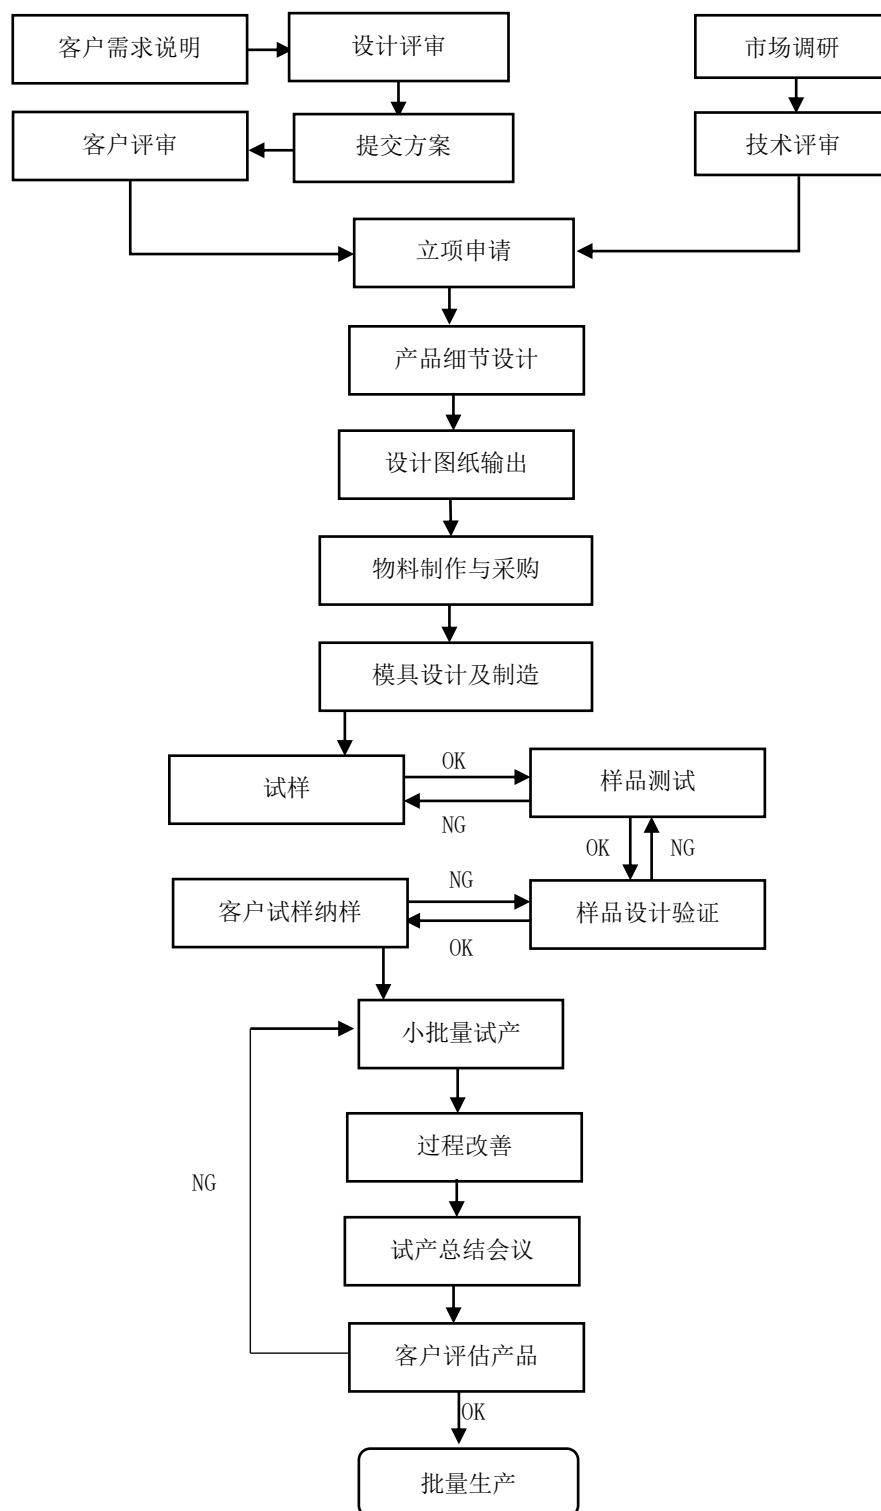 客户需求说明
设计评审
市场调研
客户评审
提交方案
技术评审
立项申请
产品细节设计
设计图纸输出
物料制作与采购
模具设计及制造
试样
OK
NG
样品测试
OK
NG
客户试样纳样
NG
OK
样品设计验证
小批量试产
过程改善
NG
试产总结会议
客户评估产品
OK
批量生产